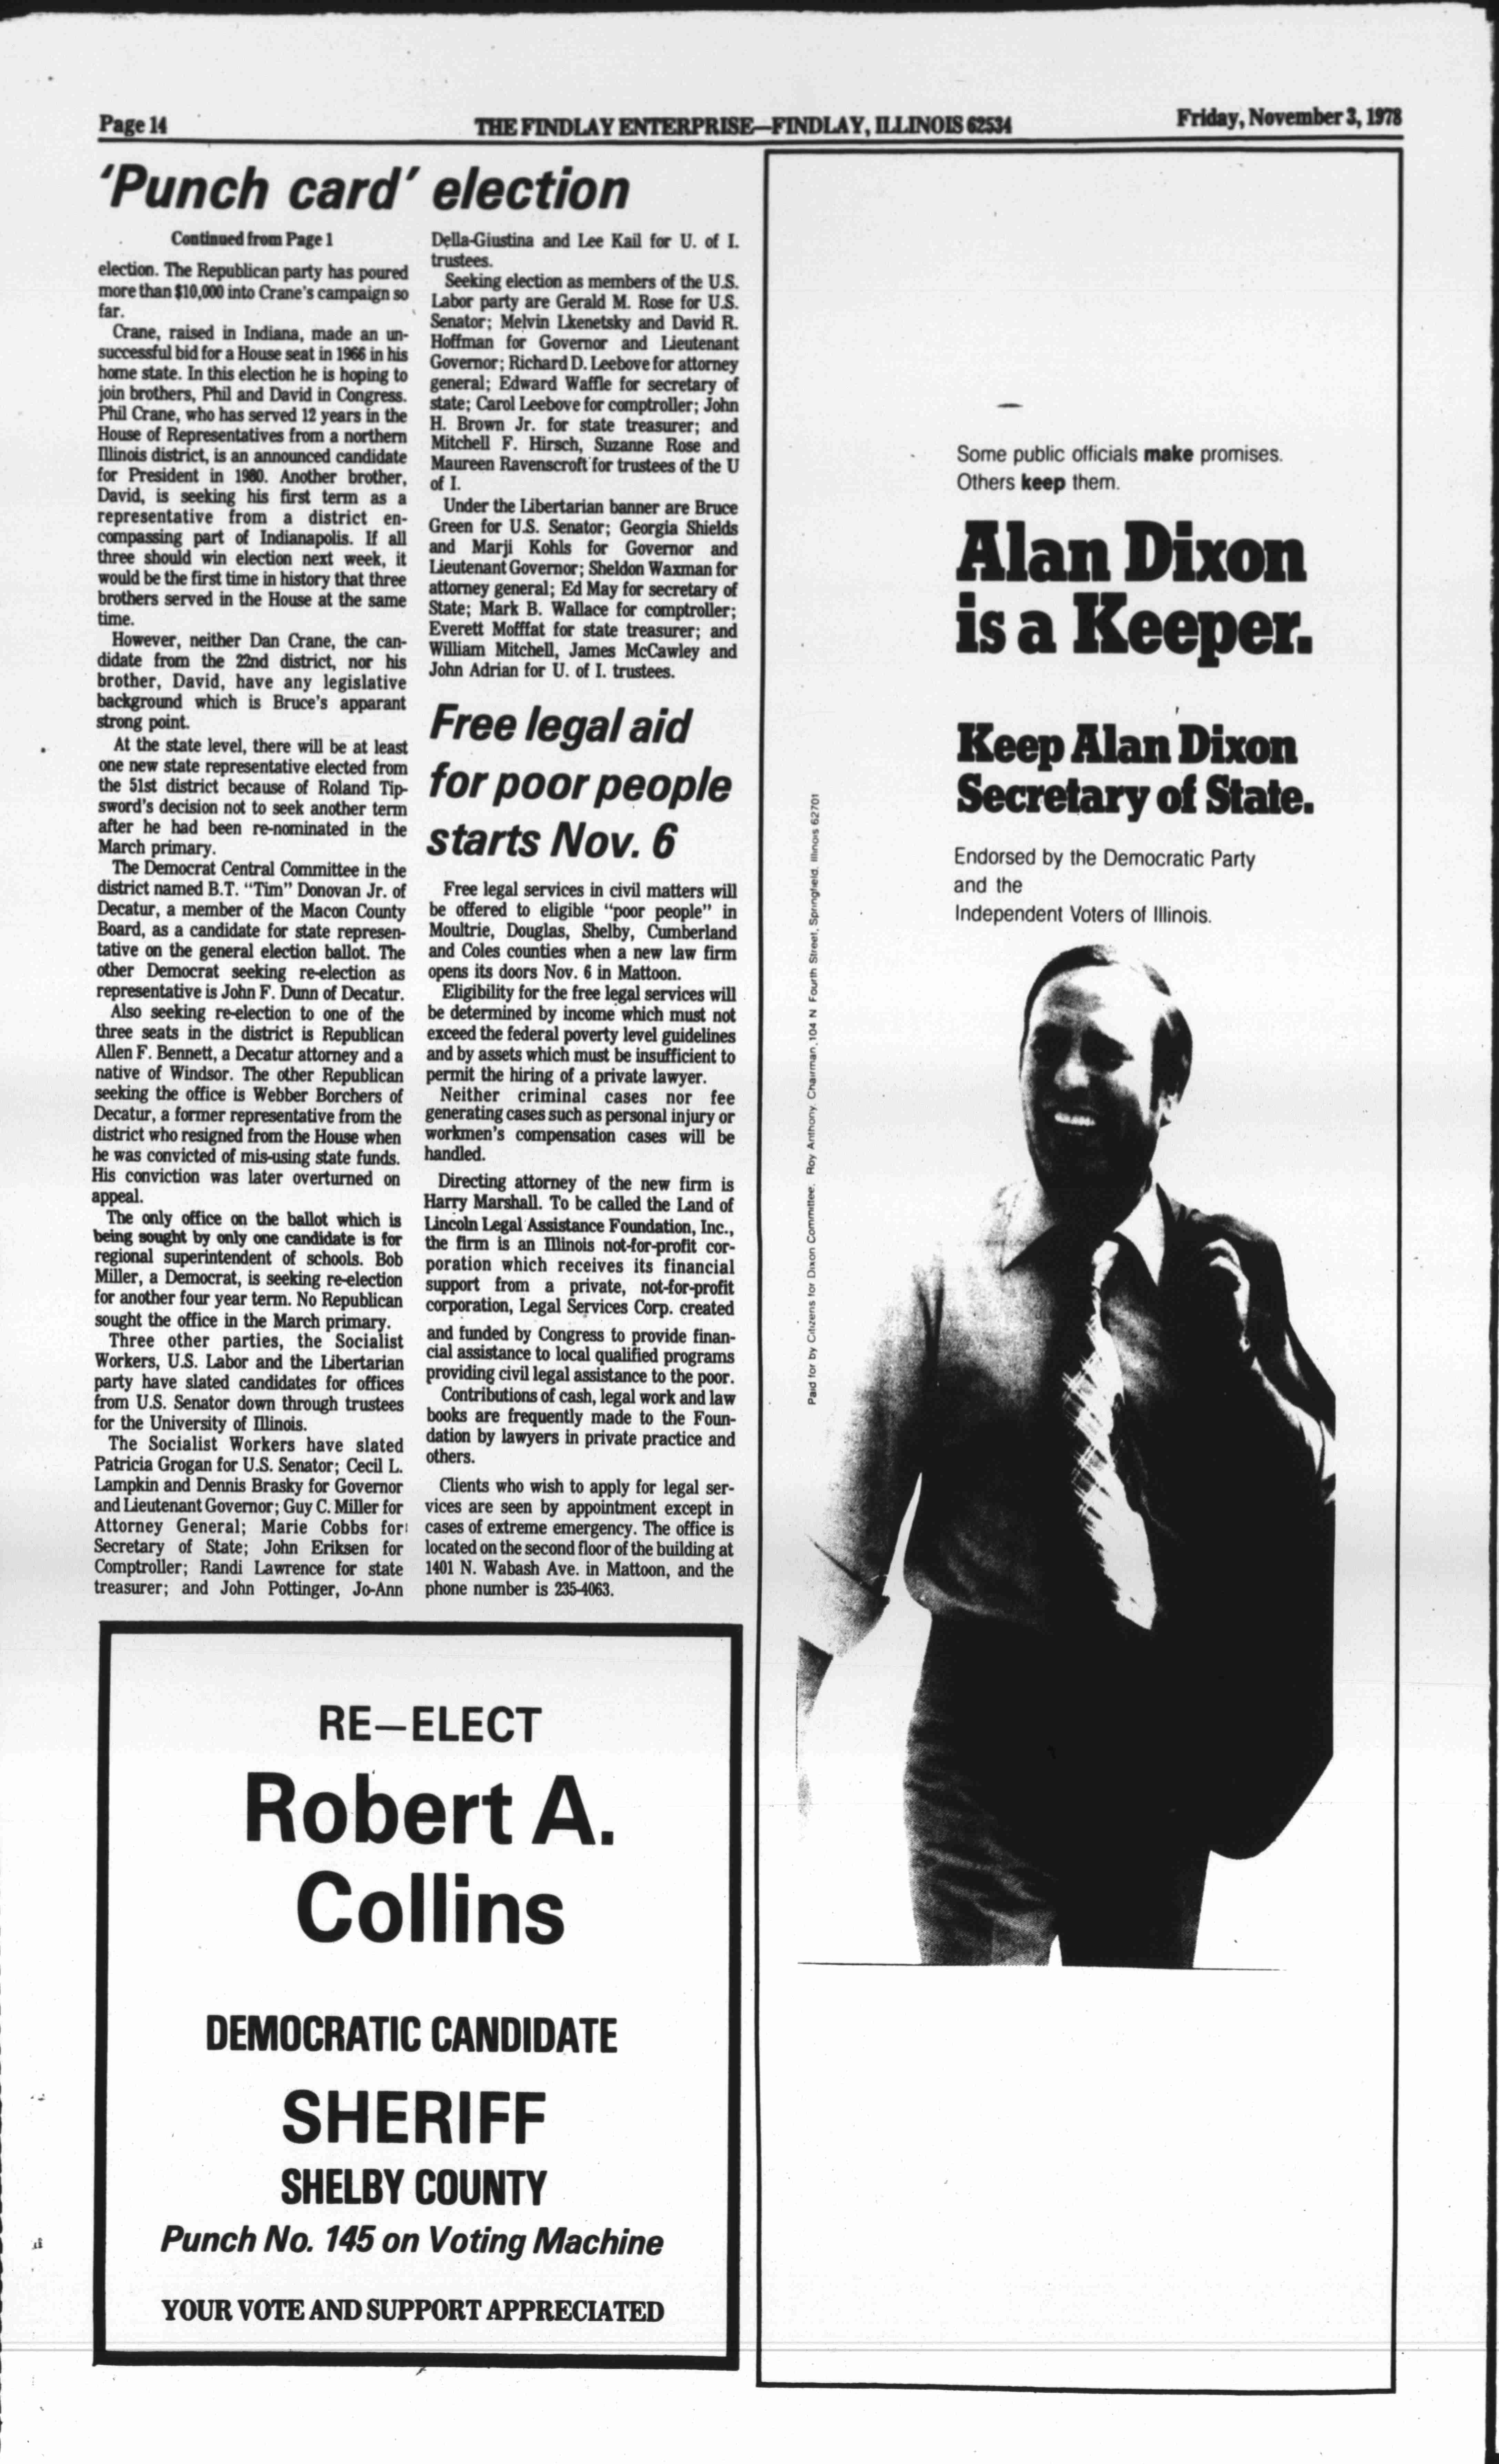 Page 14
THE FINDLAY ENTERPRISE—FINDLAY, ILLINOIS 62534
Friday, November 3, 1978
'Punch card' election
Continued from Page 1
election. The Republican party has poured
more than $10,000 into Crane's campaign so
far.
Crane, raised in Indiana, made an un-
successful bid for a House seat in 1966 in his
home state. In this election he is hoping to
join brothers, Phil and David in Congress.
Phil Crane, who has served 12 years in the
House of Representatives from a northern
Illinois district, is an announced candidate
for President in 1980. Another brother,
David, is seeking his first term as a
representative from a district en-
compassing part of Indianapolis. If all
three should win election next week, it
would be the first time in history that three
brothers served in the House at the same
time.
However, neither Dan Crane, the can-
didate from the 22nd district, nor his
brother, David, have any legislative
background which is Bruce's apparant
strong point.
At the state level, there will be at least
one new state representative elected from
the 51st district because of Roland Tip-
sword's decision not to seek another term
after he had been re-nominated in the
March primary.
The Democrat Central Committee in the
district named B.T. "Tim" Donovan Jr. of
Decatur, a member of the Macon County
Board, as a candidate for state represen-
tative on the general election ballot. The
other Democrat seeking re-election as
representative is John F. Dunn of Decatur.
Also seeking re-election to one of the
three seats in the district is Republican
Allen F. Bennett, a Decatur attorney and a
native of Windsor. The other Republican
seeking the office is Webber Borchers of
Decatur, a former representative from the
district who resigned from the House when
he was convicted of mis-using state funds.
His conviction was later overturned on
appeal.
The only office on the ballot which is
being sought by only one candidate is for
regional superintendent of schools. Bob
Miller, a Democrat, is seeking re-election
for another four year term. No Republican
sought the office in the March primary.
Three other parties, the Socialist
Workers, U.S. Labor and the Libertarian
party have slated candidates for offices
from U.S. Senator down through trustees
for the University of Illinois.
The Socialist Workers have slated
Patricia Grogan for U.S. Senator; Cecil L.
Lampkin and Dennis Brasky for Governor
and Lieutenant Governor; Guy C. Miller for
Attorney General; Marie Cobbs for
Secretary of State; John Eriksen for
Comptroller; Randi Lawrence for state
treasurer; and John Pottinger, Jo-Ann
Della-Giustina and Lee Kail for U. of I.
trustees.
Seeking election as members of the U.S.
Labor party are Gerald M. Rose for U.S.
Senator; Melvin Lkenetsky and David R.
Hoffman for Governor and Lieutenant
Governor; Richard D. Leebove for attorney
general; Edward Waffle for secretary of
state; Carol Leebove for comptroller; John
H. Brown Jr. for state treasurer; and
Mitchell F. Hirsch, Suzanne Rose and
Maureen Ravenscroft for trustees of the U
of I.
Under the Libertarian banner are Bruce
Green for U.S. Senator; Georgia Shields
and Marji Kohls for Governor and
Lieutenant Governor; Sheldon Waxman for
attorney general; Ed May for secretary of
State; Mark B. Wallace for comptroller;
Everett Mofffat for state treasurer; and
William Mitchell, James McCawley and
John Adrian for U. of I. trustees.
Free legal aid
for poor people
starts Nov. 6
Free legal services in civil matters will
be offered to eligible "poor people" in
Moultrie, Douglas, Shelby, Cumberland
and Coles counties when a new law firm
opens its doors Nov. 6 in Mattoon.
Eligibility for the free legal services will
be determined by income which must not
exceed the federal poverty level guidelines
and by assets which must be insufficient to
permit the hiring of a private lawyer.
Neither criminal cases nor fee
generating cases such as personal injury or
workmen's compensation cases will be
handled.
Directing attorney of the new firm is
Harry Marshall. To be called the Land of
Lincoln Legal Assistance Foundation, Inc.,
the firm is an Illinois not-for-profit cor-
poration which receives its financial
support from a private, not-for-profit
corporation, Legal Services Corp. created
and funded by Congress to provide finan-
cial assistance to local qualified programs
providing civil legal assistance to the poor.
Contributions of cash, legal work and law
books are frequently made to the Foun-
dation by lawyers in private practice and
others.
Clients who wish to apply for legal ser-
vices are seen by appointment except in
cases of extreme emergency. The office is
located on the second floor of the building at
1401 N. Wabash Ave. in Mattoon, and the
phone number is 235-4063.
RE—ELECT
Robert A.
Collins
DEMOCRATIC CANDIDATE
SHERIFF
SHELBY COUNTY
Punch No. 145 on Voting Machine
YOUR VOTE AND SUPPORT APPRECIATED
Some public officials make promises.
Others keep them.
Alan Dixon
is a Keeper.
Keep Alan Dixon
Secretary of State.
Endorsed by the Democratic Party
and the
Independent Voters of Illinois.
Paid for by Citizens for Dixon Committee, Roy Anthony, Chairman, 104 N. Fourth Street, Springfield, Illinois 62701